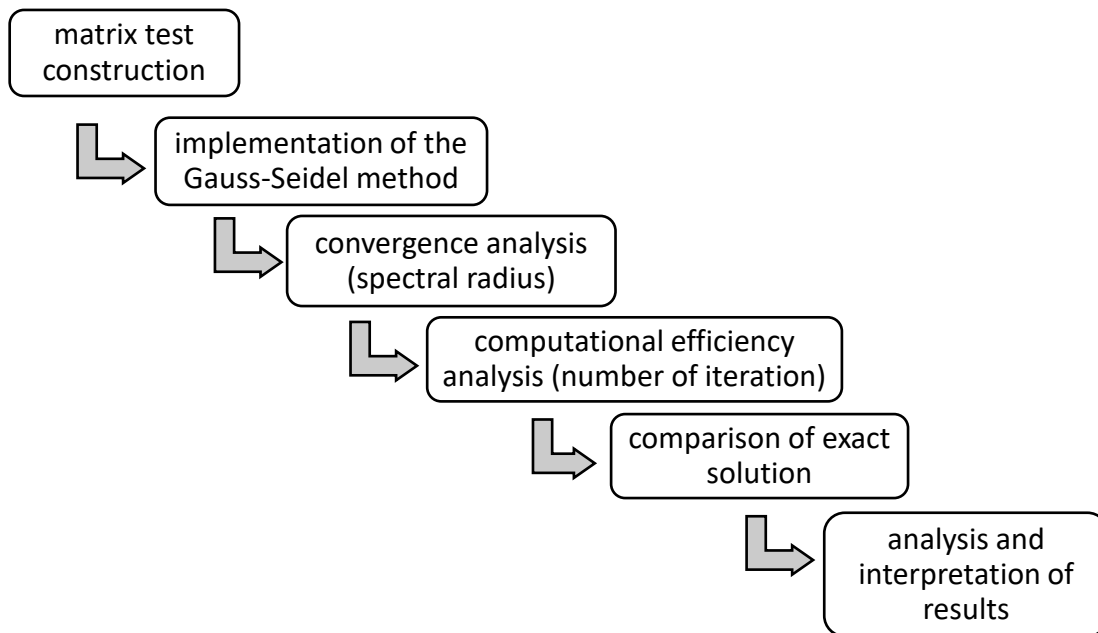 matrix test
construction
implementation of the
Gauss-Seidel method
convergence analysis
(spectral radius)
computational efficiency
analysis (number of iteration)
comparison of exact
solution
analysis and
interpretation of
results